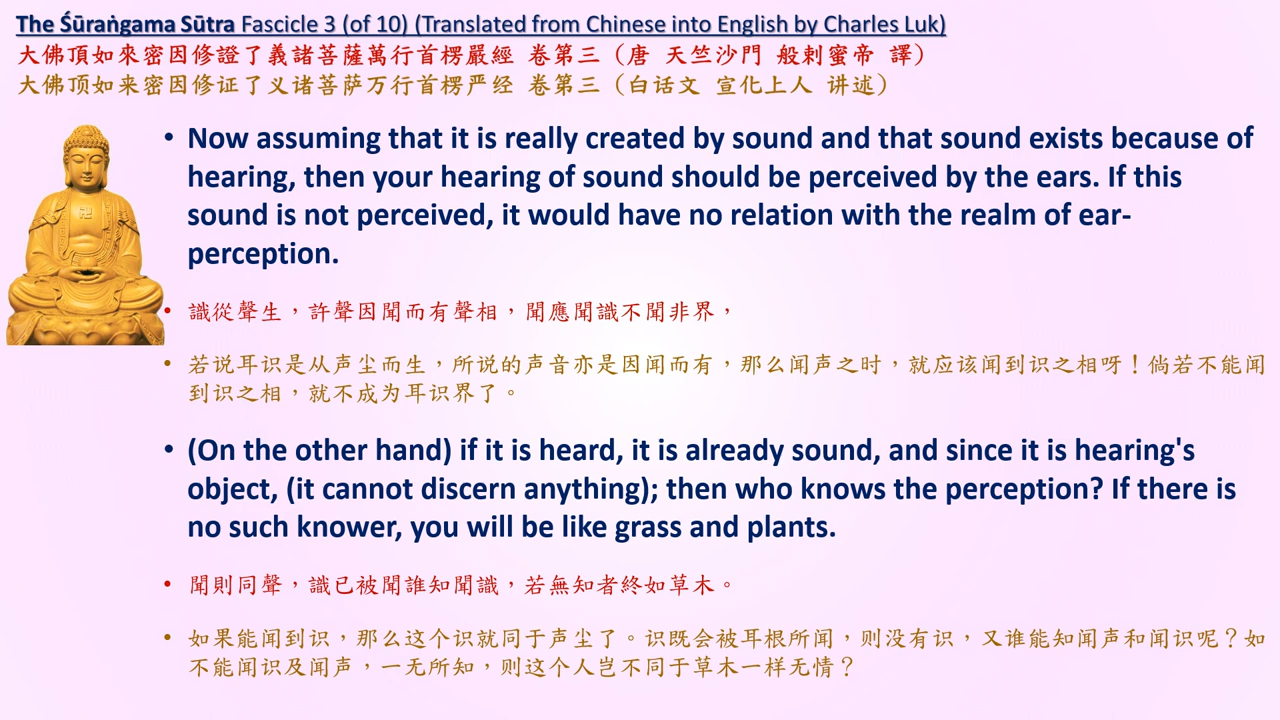 The Śūraṅgama Sūtra Fascicle 3 (of 10) (Translated from Chinese into English by Charles Luk)
大佛頂如來密因修證了義諸菩薩萬行首楞嚴經 卷第三（唐 天竺沙門 般剌蜜帝 譯）
大佛顶如来密因修证了义诸菩萨万行首楞严经 卷第三（白话文 宣化上人 讲述）
• Now assuming that it is really created by sound and that sound exists because of
hearing, then your hearing of sound should be perceived by the ears. If this
sound is not perceived, it would have no relation with the realm of ear-
perception.
• 識從聲生，許聲因聞而有聲相，聞應聞識不聞非界，
• 若说耳识是从声尘而生，所说的声音亦是因闻而有，那么闻声之时，就应该闻到识之相呀！倘若不能闻
到识之相，就不成为耳识界了。
• (On the other hand) if it is heard, it is already sound, and since it is hearing's
object, (it cannot discern anything); then who knows the perception? If there is
no such knower, you will be like grass and plants.
• 聞則同聲，識已被聞誰知聞識，若無知者終如草木。
• 如果能闻到识，那么这个识就同于声尘了。识既会被耳根所闻，则没有识，又谁能知闻声和闻识呢？如
不能闻识及闻声，一无所知，则这个人岂不同于草木一样无情？